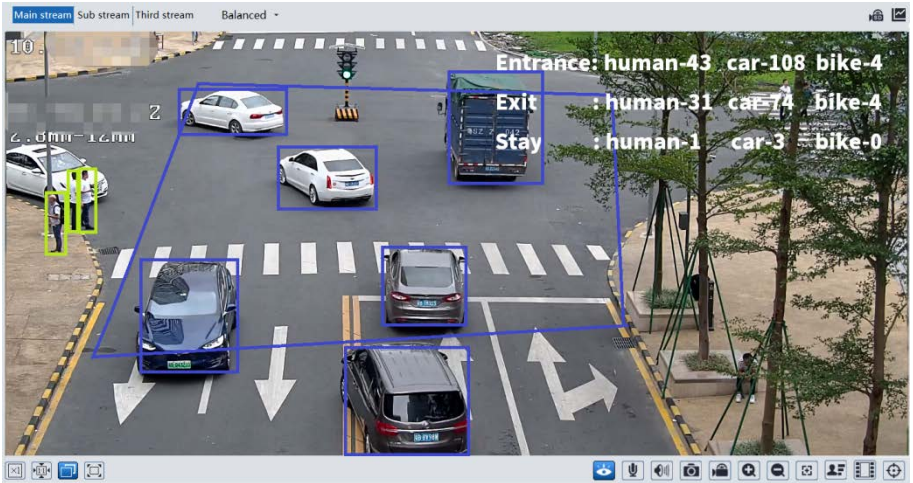 Main stream Sub stream Third stream Balanced
10.
Entrance: human-43 car-108 bike-4
Exit : human-31 car-74 bike-4
Z
2.8mm-12mm
Stay : human-1 car-3 bike-0